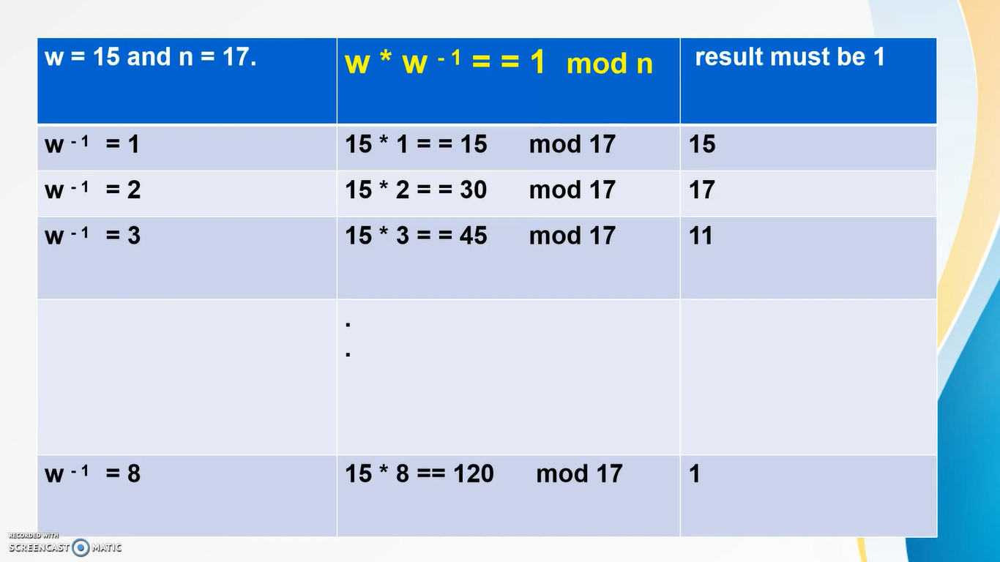 w = 15 and n = 17. w * w - 1 = = 1 mod n result must be 1
w - 1 = 1 15 * 1 = = 15 mod 17 15
w - 1 = 2 15 * 2 = = 30 mod 17 17
w - 1 = 3 15 * 3 = = 45 mod 17 11
.
.
w - 1 = 8 15 * 8 == 120 mod 17 1
RECORDED WITH
SCREENCAST MATIC